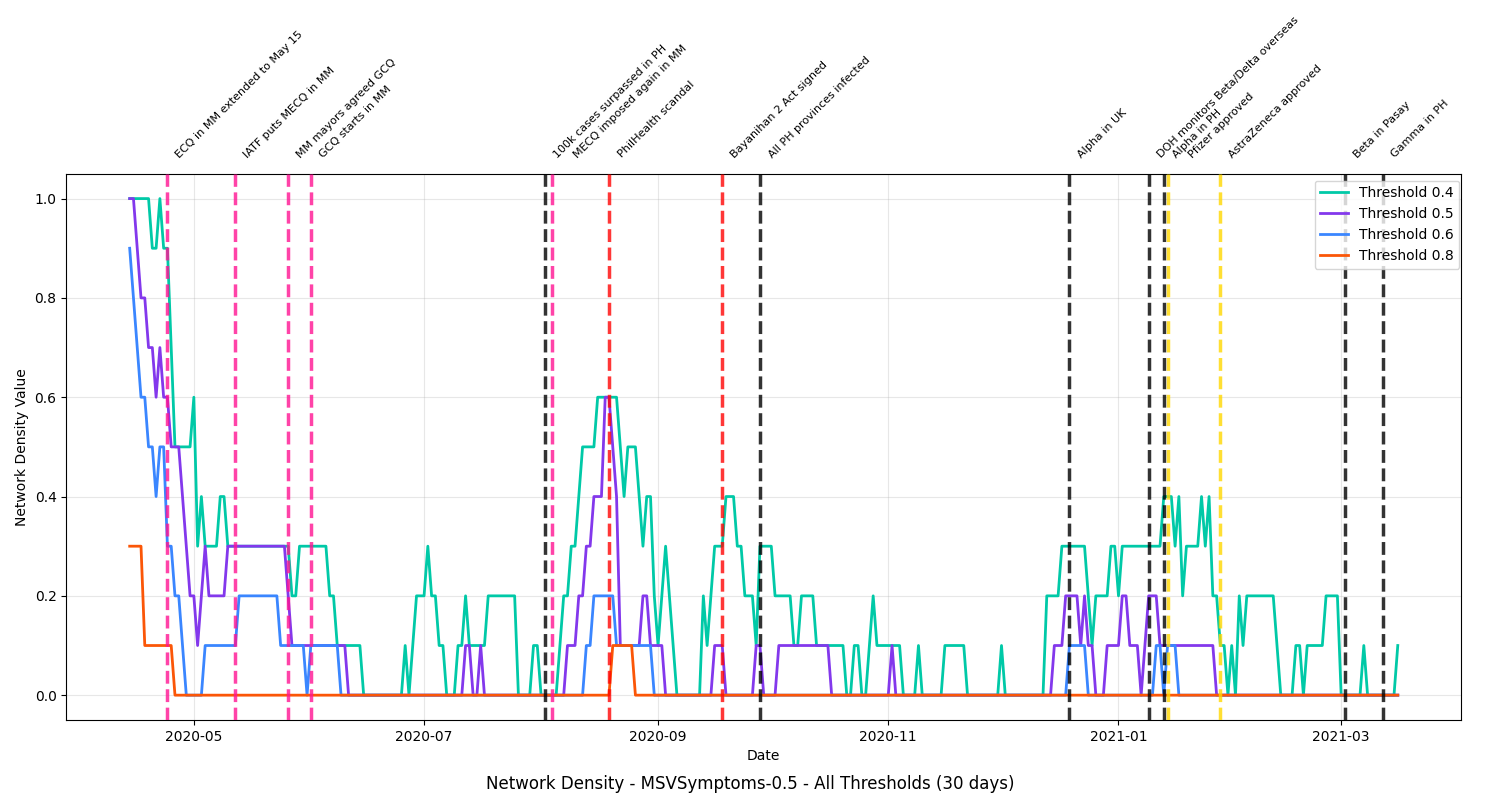 ECQ in MM extended to May 15
IATF puts MECQ in MM
MM mayors agreed GCQ
GCQ starts in MM
100k cases surpassed in PH
MECQ imposed again in MM
PhilHealth scandal
Bayanihan 2 Act signed
All PH provinces infected
Alpha in UK
DOH monitors Beta/Delta overseas
Alpha in PH
Pfizer approved
AstraZeneca approved
Beta in Pasay
Gamma in PH
Threshold 0.4
Threshold 0.5
Threshold 0.6
Threshold 0.8
Network Density Value
1.0
0.8
0.6
0.4
0.2
0.0
2020-05
2020-07
2020-09
2020-11
2021-01
2021-03
Date
Network Density - MSVSymptoms-0.5 - All Thresholds (30 days)